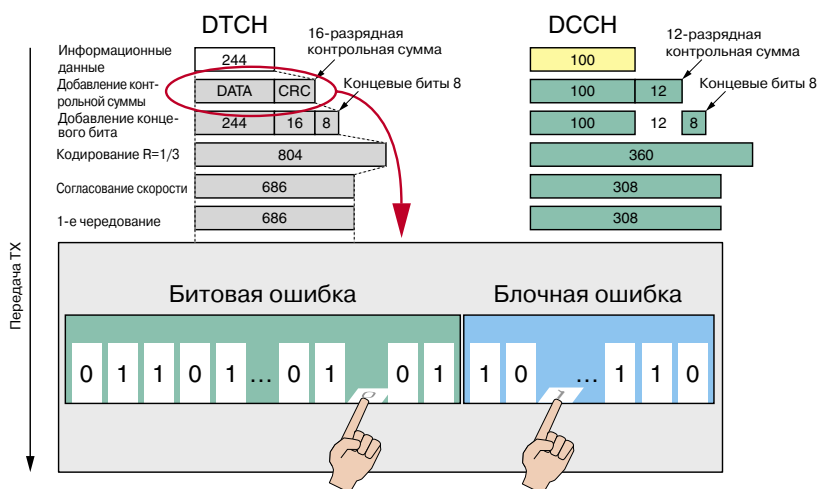 DTCH
DCCH
Информационные
данные
244
16-разрядная
контрольная сумма
100
12-разрядная
контрольная сумма
Добавление конт-
рольной суммы
DATA
CRC
Концевые биты 8
100
12
Концевые биты 8
Добавление конце-
вого бита
244
16
8
100
12
8
Кодирование R=1/3
804
360
Согласование скорости
686
308
1-е чередование
686
308
Передача TX
Битовая ошибка
Блочная ошибка
0 1 1 0 1 ... 0 1 0 0 1
1 0 1 ... 1 1 0